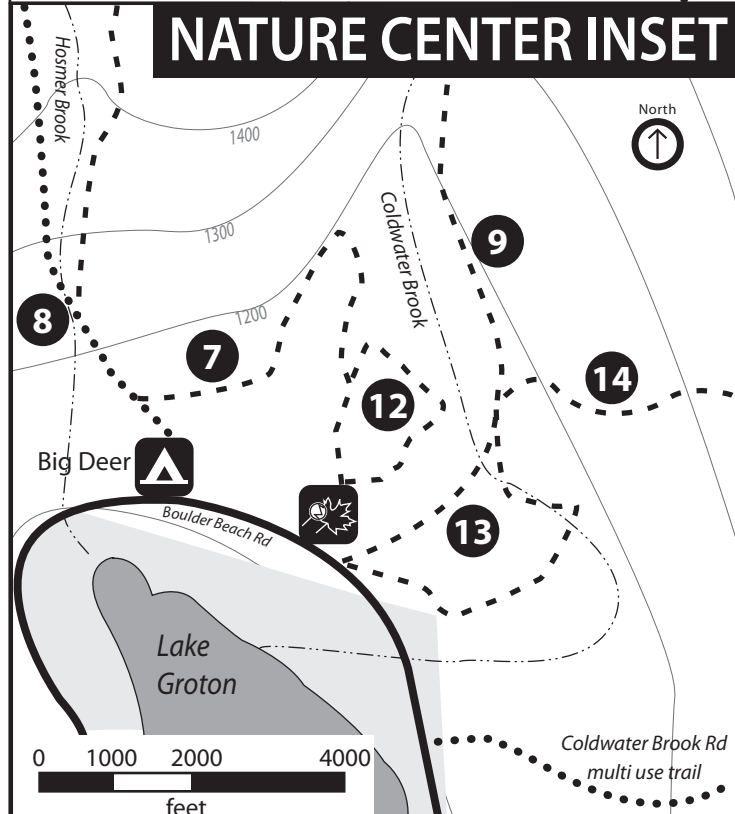 NATURE CENTER INSET
Hosmer Brook
North
1400
Coldwater Brook
1300
9
8
1200
7
14
12
Big Deer
Boulder Beach Rd
13
Lake
Groton
Coldwater Brook Rd
multi use trail
0 1000 2000 4000
feet